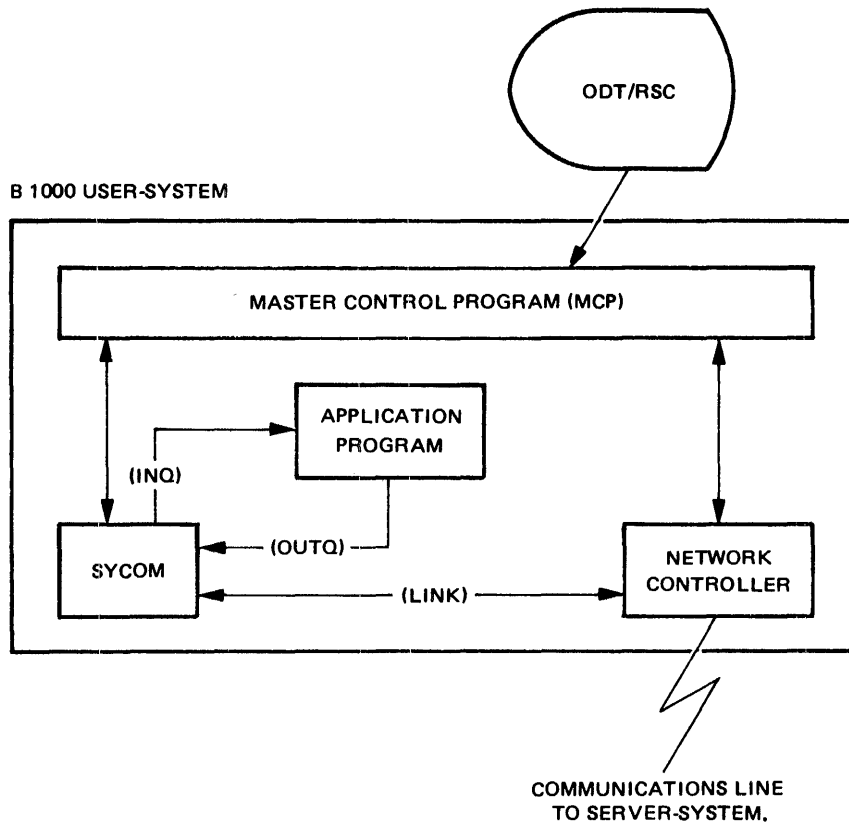 ODT/RSC
B 1000 USER-SYSTEM
MASTER CONTROL PROGRAM (MCP)
APPLICATION
PROGRAM
(INQ)
(OUTQ)
SYCOM
(LINK)
NETWORK
CONTROLLER
COMMUNICATIONS LINE
TO SERVER-SYSTEM.